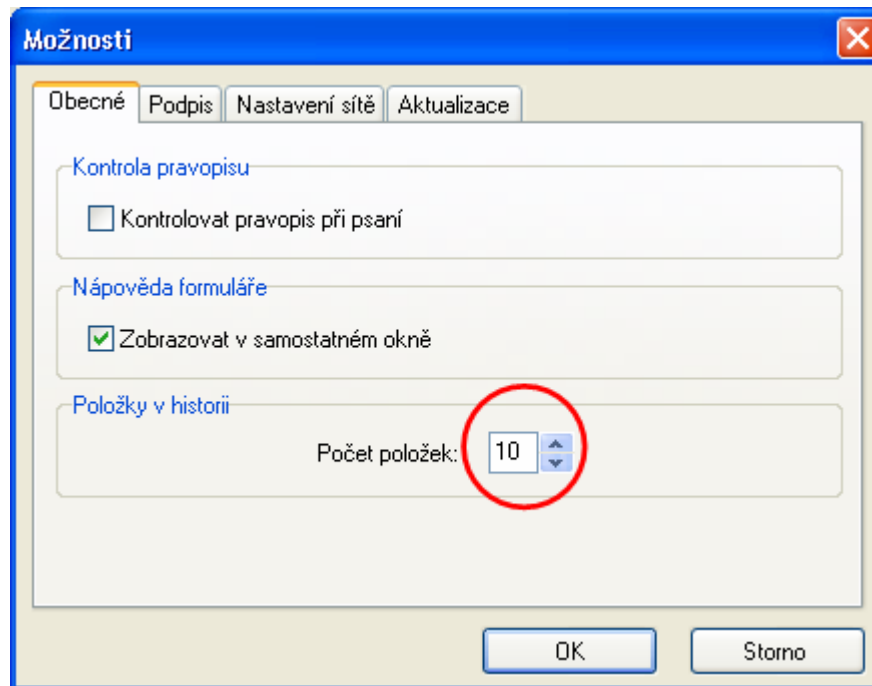 Možnosti
Obecné Podpis Nastavení sítě Aktualizace
Kontrola pravopisu
Kontrolovat pravopis při psaní
Nápověda formuláře
Zobrazovat v samostatném okně
Položky v historii
Počet položek: 10
OK Storno